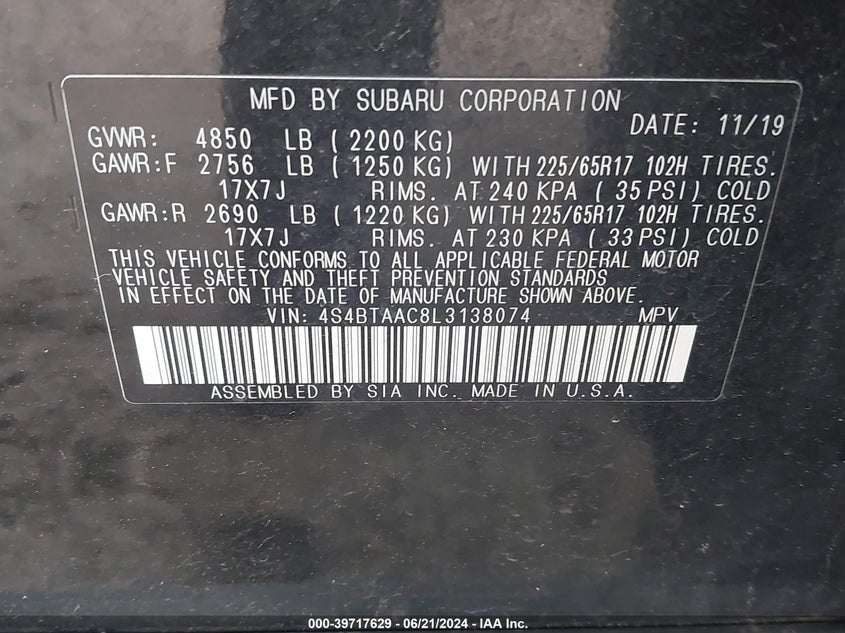 MFD BY SUBARU CORPORATION
DATE: 11/19
GVWR: 4850 LB ( 2200 KG)
GAWR:F 2756 LB ( 1250 KG) WITH 225/65R17 102H TIRES.
17X7J RIMS. AT 240 KPA ( 35 PSI) COLD
GAWR:R 2690 LB ( 1220 KG) WITH 225/65R17 102H TIRES.
17X7J RIMS. AT 230 KPA ( 33 PSI) COLD
THIS VEHICLE CONFORMS TO ALL APPLICABLE FEDERAL MOTOR
VEHICLE SAFETY AND THEFT PREVENTION STANDARDS
IN EFFECT ON THE DATE OF MANUFACTURE SHOWN ABOVE.
VIN: 4S4BTAAC8L3138074 MPV
ASSEMBLED BY SIA INC. MADE IN U.S.A.
000-39717629 - 06/21/2024 - IAA Inc.